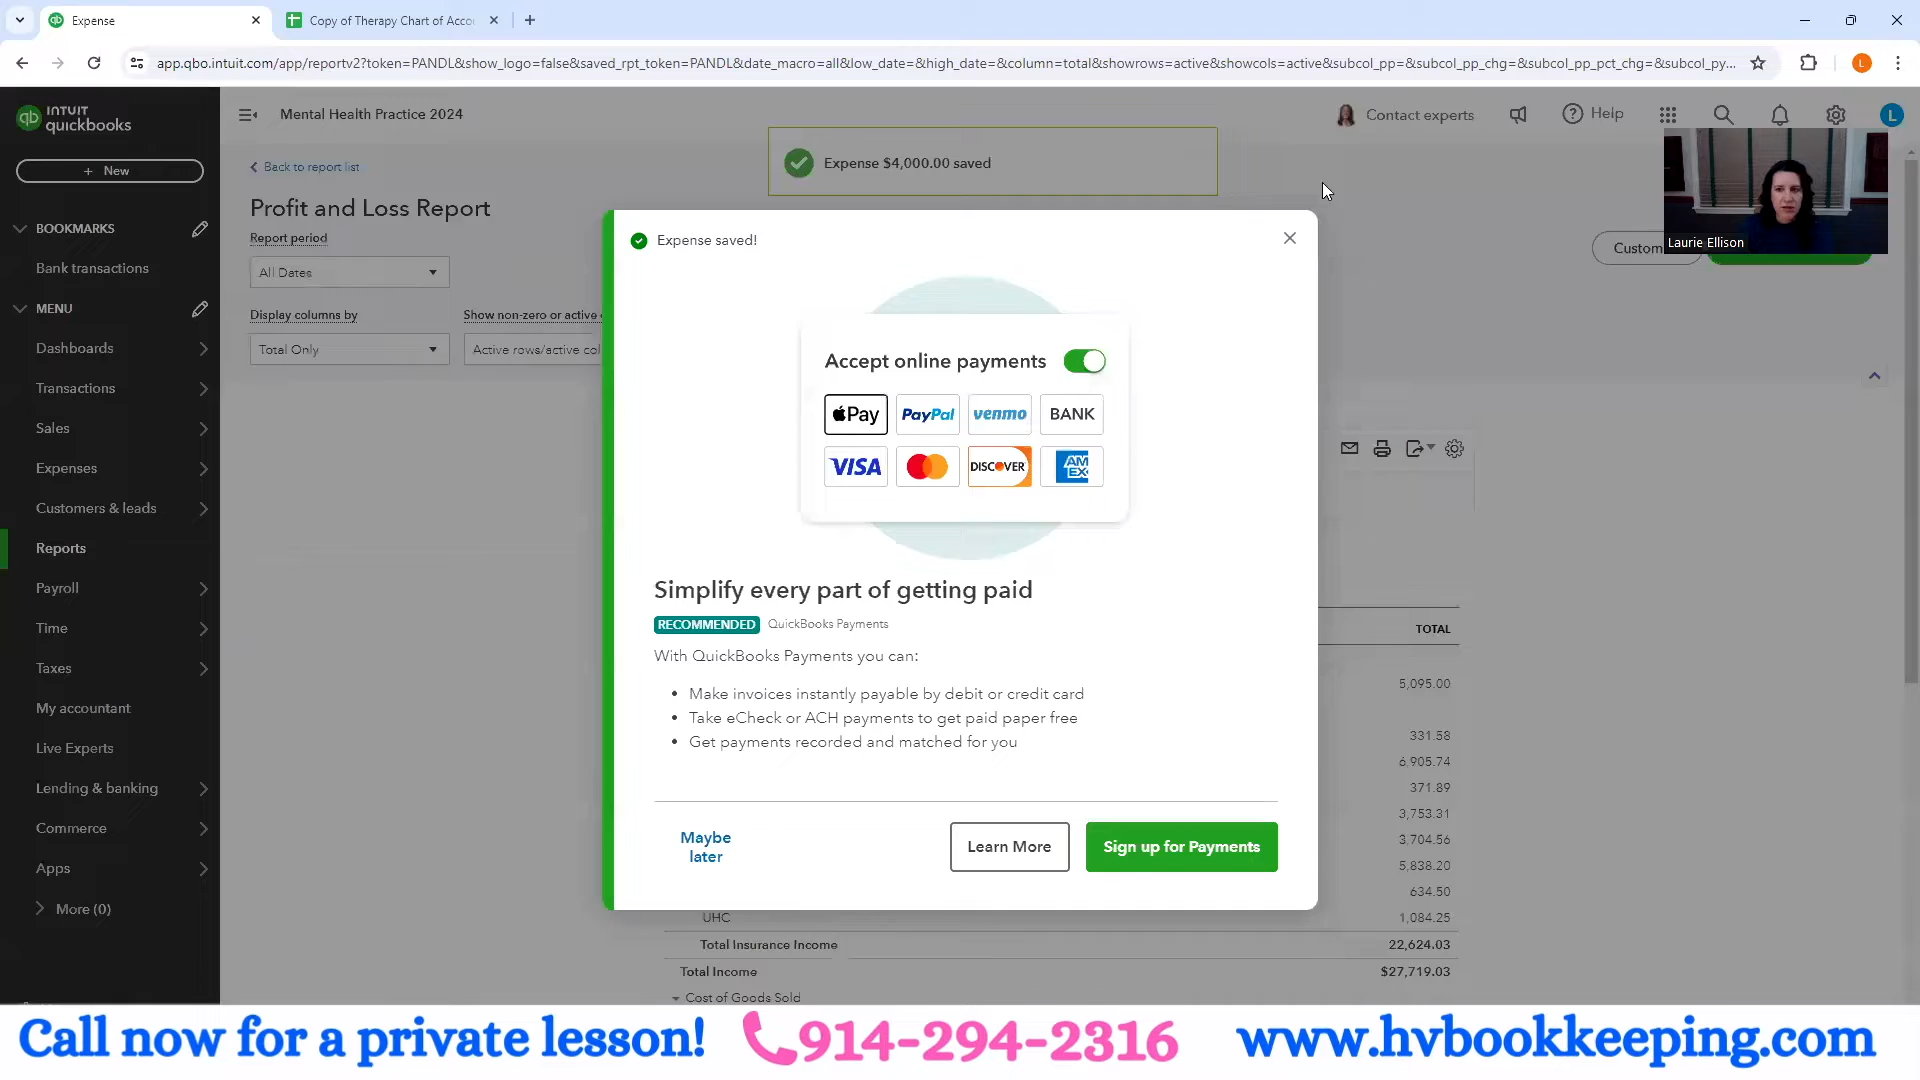 Expense
Copy of Therapy Chart of Acco
app.qbo.intuit.com/app/reportv2?token=PANDL&show_logo=false&saved_rpt_token=PANDL&date_macro=all&low_date=&high_date=&column=total&showrows=active&showcols=active&subcol_pp=&subcol_pp_chg=&subcol_pp_pct_chg=&subcol_py...
L
INTUIT
quickbooks
qb
Mental Health Practice 2024
Contact experts
Help
L
+ New
Back to report list
Expense $4,000.00 saved
Profit and Loss Report
BOOKMARKS
Report period
Expense saved!
Laurie Ellison
Custom
Bank transactions
All Dates
MENU
Display columns by
Show non-zero or active
Dashboards
Total Only
Active rows/active col
Accept online payments
Transactions
Pay
PayPal
venmo
BANK
Sales
VISA
DISCOVER
AM
EX
Expenses
Customers & leads
Reports
Payroll
Simplify every part of getting paid
Time
RECOMMENDED
QuickBooks Payments
TOTAL
Taxes
With QuickBooks Payments you can:
5,095.00
My accountant
• Make invoices instantly payable by debit or credit card
• Take eCheck or ACH payments to get paid paper free
331.58
Live Experts
• Get payments recorded and matched for you
6,905.74
Lending & banking
371.89
3,753.31
Commerce
Maybe
later
Learn More
Sign up for Payments
3,704.56
Apps
5,838.20
634.50
More (0)
UHC
1,084.25
Total Insurance Income
22,624.03
Total Income
$27,719.03
Cost of Goods Sold
Call now for a private lesson!
914-294-2316
www.hvbookkeeping.com